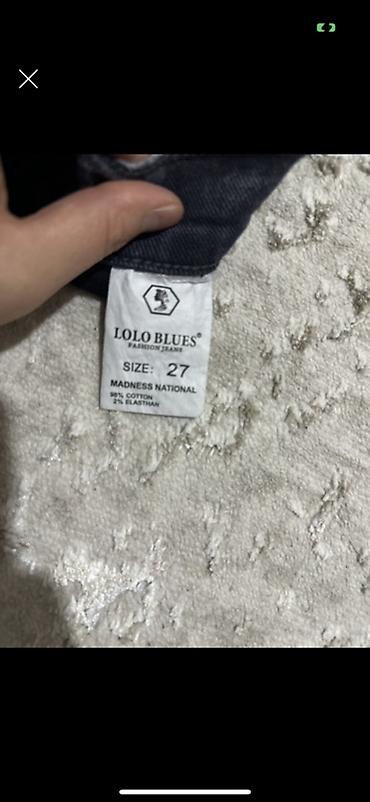 LOLO BLUES®
FASHION JEANS
SIZE: 27
MADNESS NATIONAL
98% COTTON
2% ELASTHAN